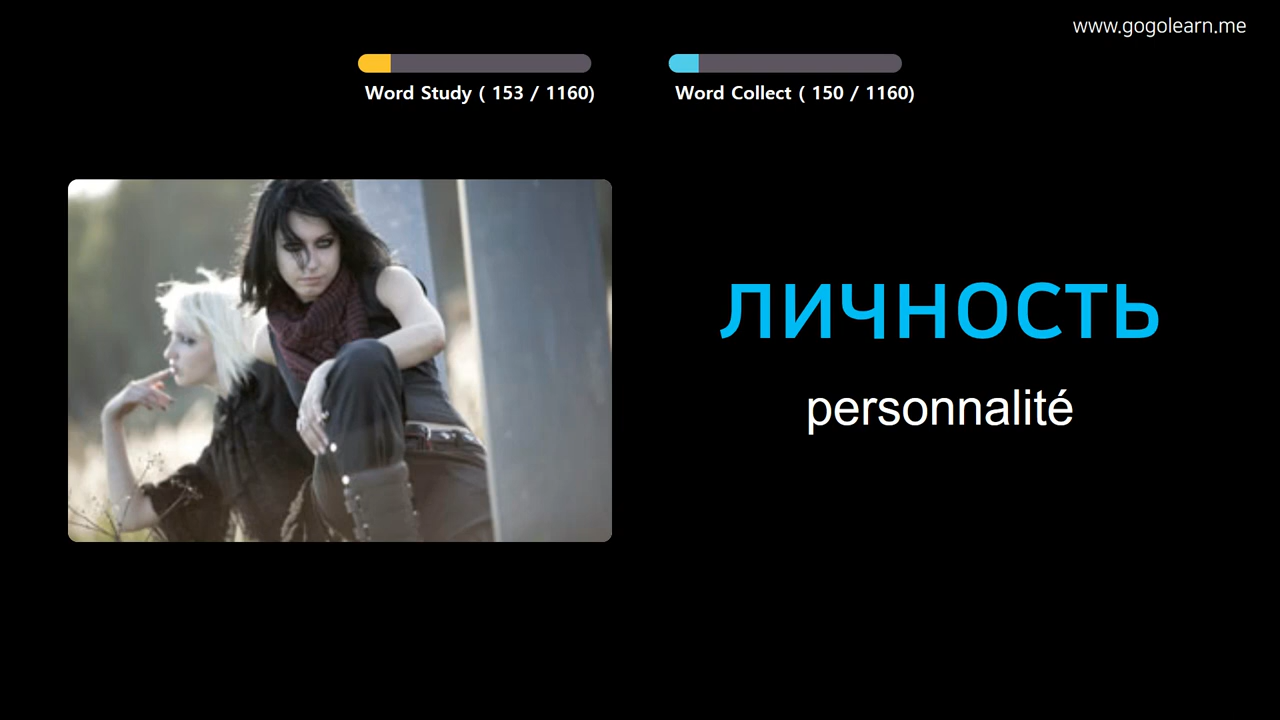 www.gogolearn.me
Word Study ( 153 / 1160)
Word Collect ( 150 / 1160)
личность
personnalité